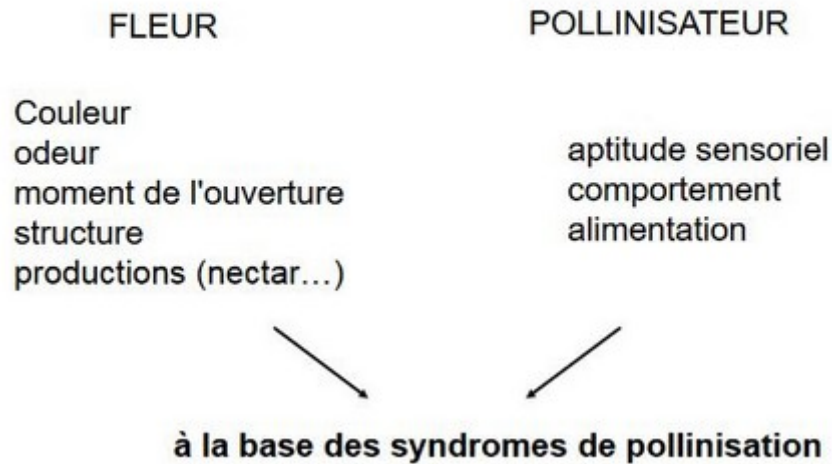 FLEUR
POLLINISATEUR
Couleur
odeur
moment de l'ouverture
structure
productions (nectar…)
aptitude sensoriel
comportement
alimentation
à la base des syndromes de pollinisation